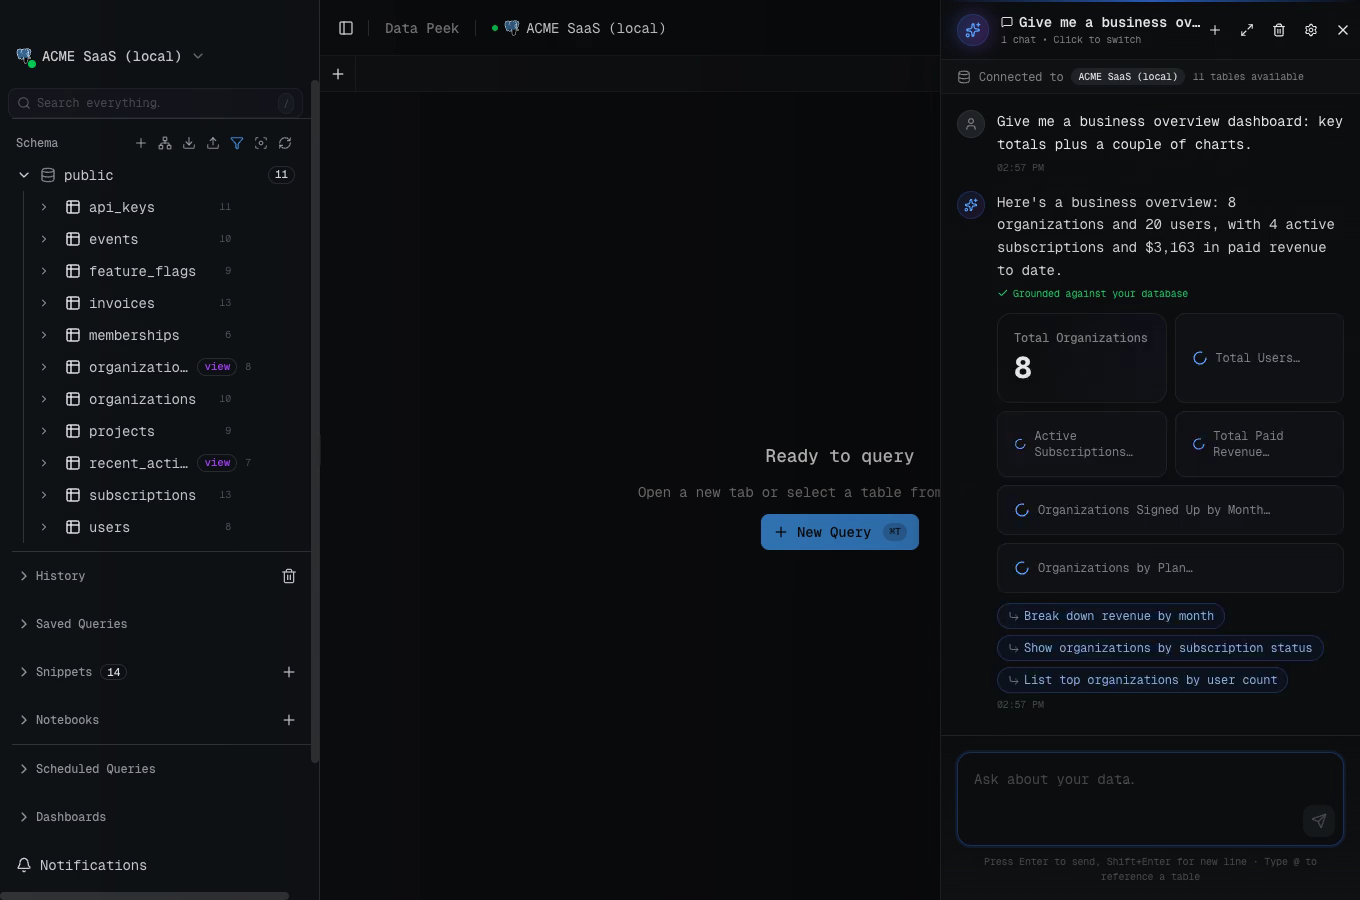 ACME SaaS (local)
Search everything.
/
Schema
public
11
api_keys
11
events
10
feature_flags
9
invoices
13
memberships
6
organizatio…
view
8
organizations
10
projects
9
recent_acti…
view
7
subscriptions
13
users
8
History
Saved Queries
Snippets
14
Notebooks
Scheduled Queries
Dashboards
Notifications
Data Peek
ACME SaaS (local)
Ready to query
Open a new tab or select a table from
New Query
⌘T
Give me a business ov…
1 chat • Click to switch
Connected to ACME SaaS (local) 11 tables available
Give me a business overview dashboard: key
totals plus a couple of charts.
02:57 PM
Here's a business overview: 8
organizations and 20 users, with 4 active
subscriptions and $3,163 in paid revenue
to date.
Grounded against your database
Total Organizations
8
Total Users…
Active
Subscriptions…
Total Paid
Revenue…
Organizations Signed Up by Month…
Organizations by Plan…
Break down revenue by month
Show organizations by subscription status
List top organizations by user count
02:57 PM
Ask about your data.
Press Enter to send, Shift+Enter for new line · Type @ to
reference a table